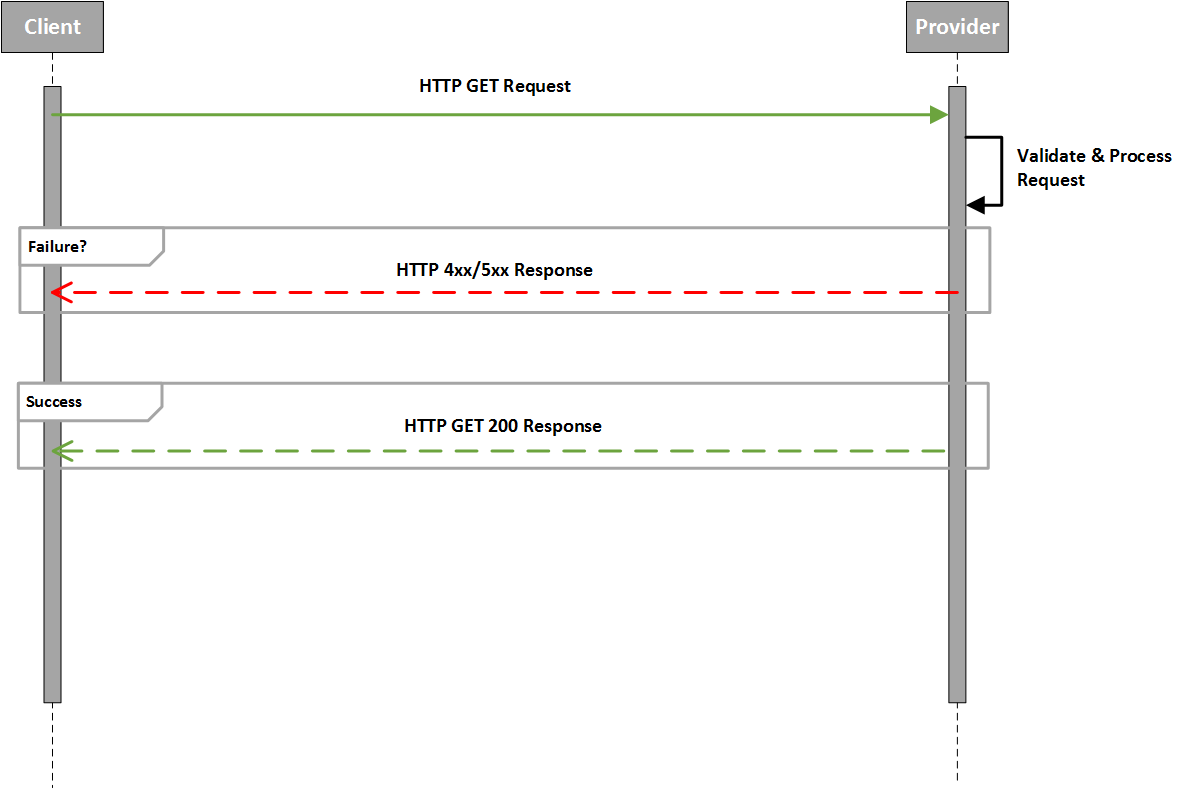 Client
Provider
HTTP GET Request
Validate & Process
Request
Failure?
HTTP 4xx/5xx Response
Success
HTTP GET 200 Response